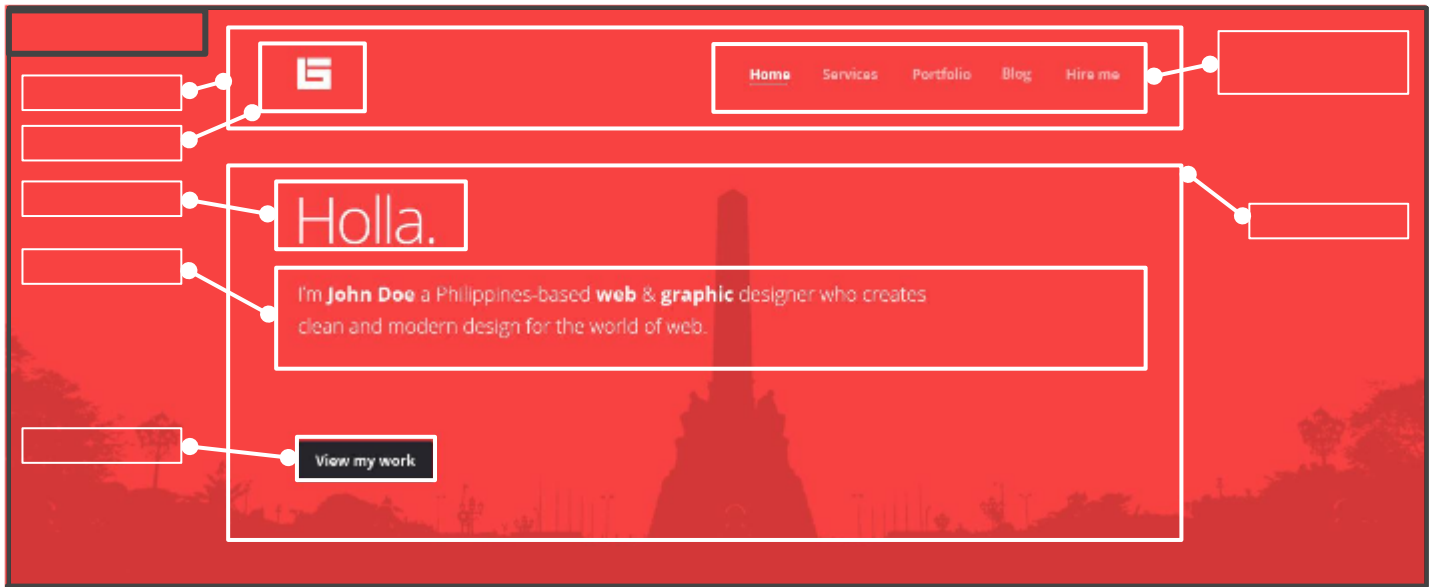 Home Services Portfolio Blog Hire me
Holla.
I'm John Doe a Philippines-based web & graphic designer who creates
clean and modern design for the world of web.
View my work